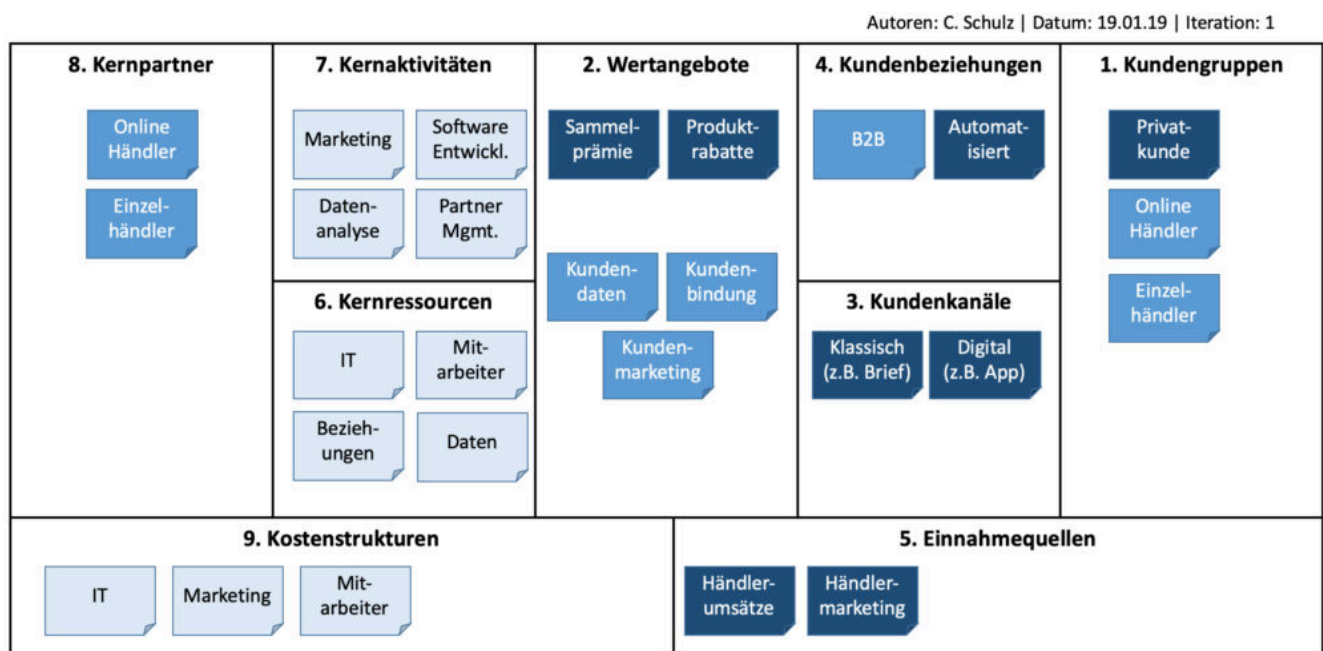 Autoren: C. Schulz | Datum: 19.01.19 | Iteration: 1
8. Kernpartner
Online
Händler
Einzel-
händler
7. Kernaktivitäten
Marketing
Software
Entwickl.
Daten-
analyse
Partner
Mgmt.
6. Kernressourcen
IT
Mit-
arbeiter
Bezieh-
ungen
Daten
2. Wertangebote
Sammel-
prämie
Produkt-
rabatte
Kunden-
daten
Kunden-
bindung
Kunden-
marketing
4. Kundenbeziehungen
B2B
Automat-
isiert
3. Kundenkanäle
Klassisch
(z.B. Brief)
Digital
(z.B. App)
1. Kundengruppen
Privat-
kunde
Online
Händler
Einzel-
händler
9. Kostenstrukturen
IT
Marketing
Mit-
arbeiter
5. Einnahmequellen
Händler-
umsätze
Händler-
marketing